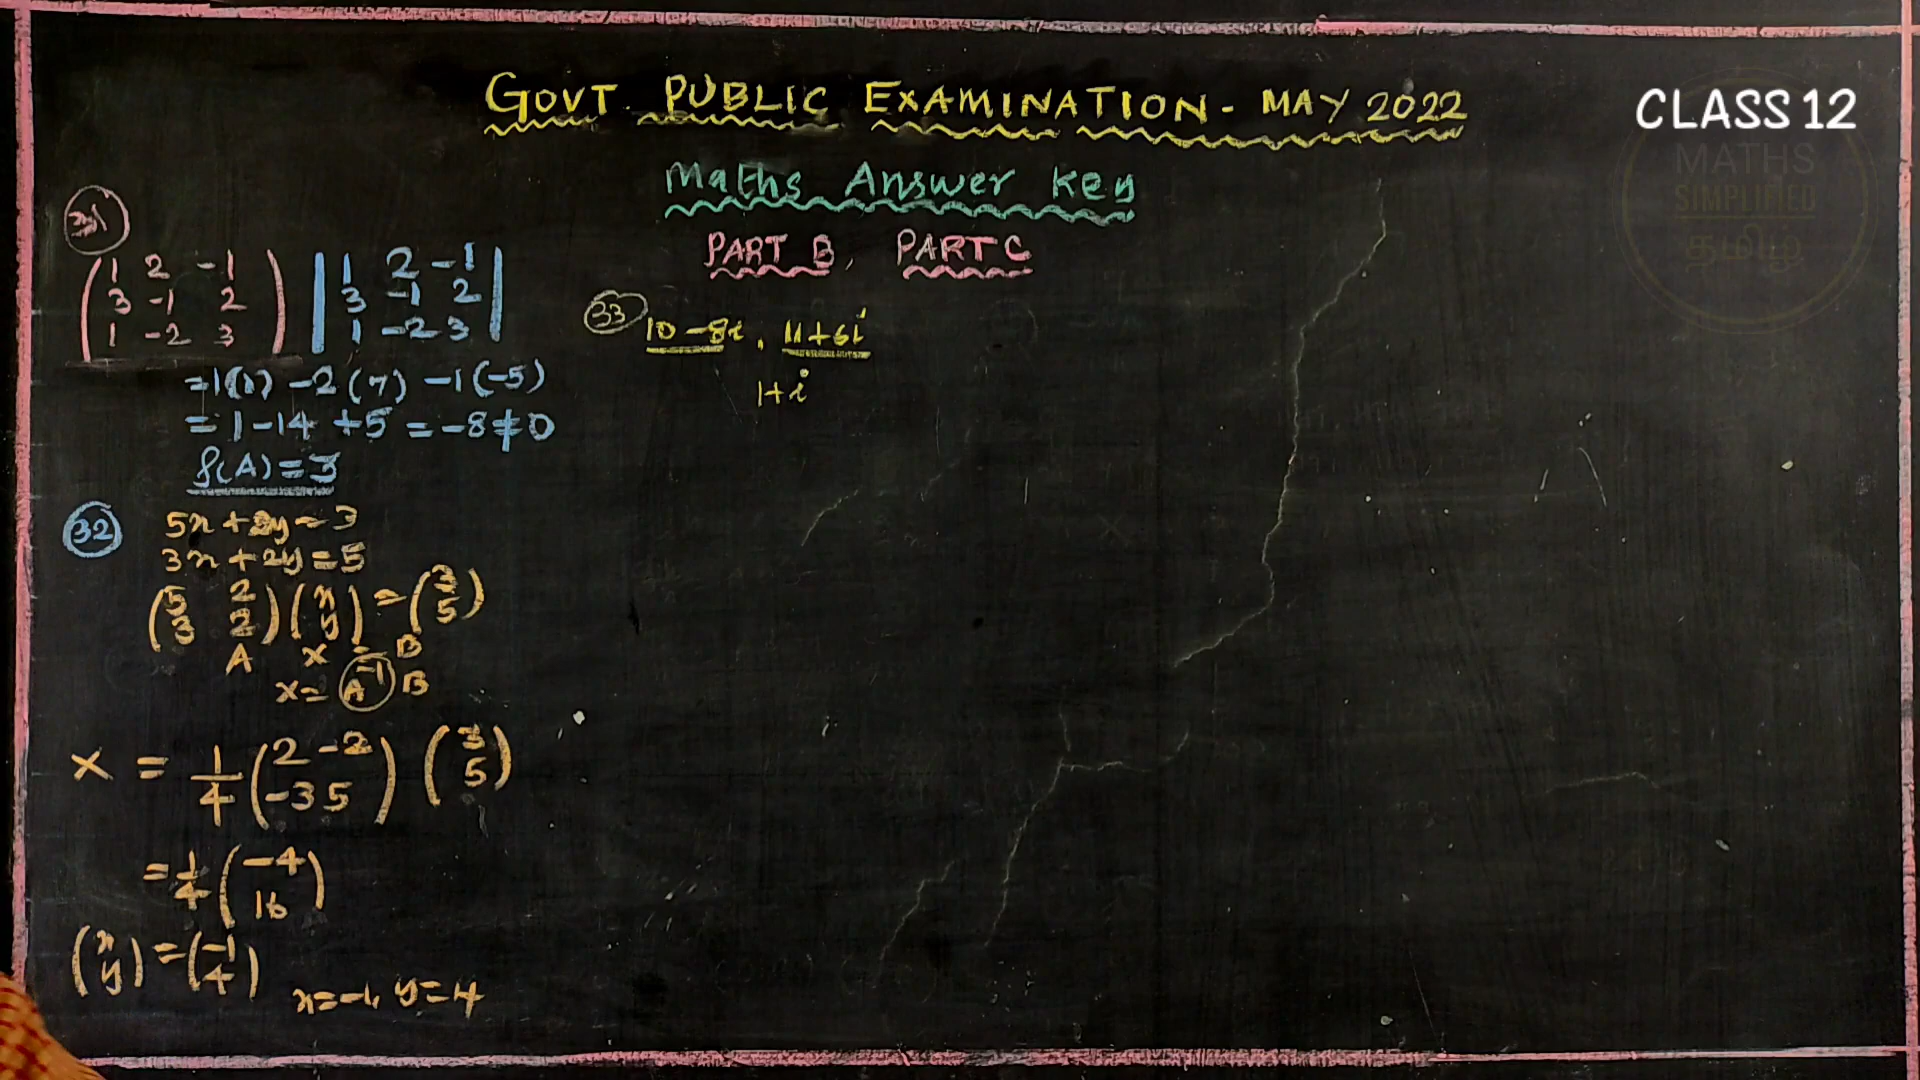 GOVT. PUBLIC EXAMINATION - MAY 2022
CLASS 12
MATHS
SIMPLIFIED
தமிழ்
Maths Answer Key
PART B, PART C
31
1 2 -1
3 -1 2
1 -2 3
1 2 -1
3 -1 2
1 -2 3
=1(1) -2(7) -1(-5)
= 1-14 +5 = -8≠0
ρ(A)=3
32
5x+2y=3
3x+2y=5
(5 2
3 2)(x
y)=(3
5)
A X = B
X= A⁻¹ B
X = 1/4 (2 -2
-3 5) (3
5)
= 1/4 (-4
16)
(x
y) = (-1
4)
x=-1, y=4
33
10-8i, 11+6i
1+i